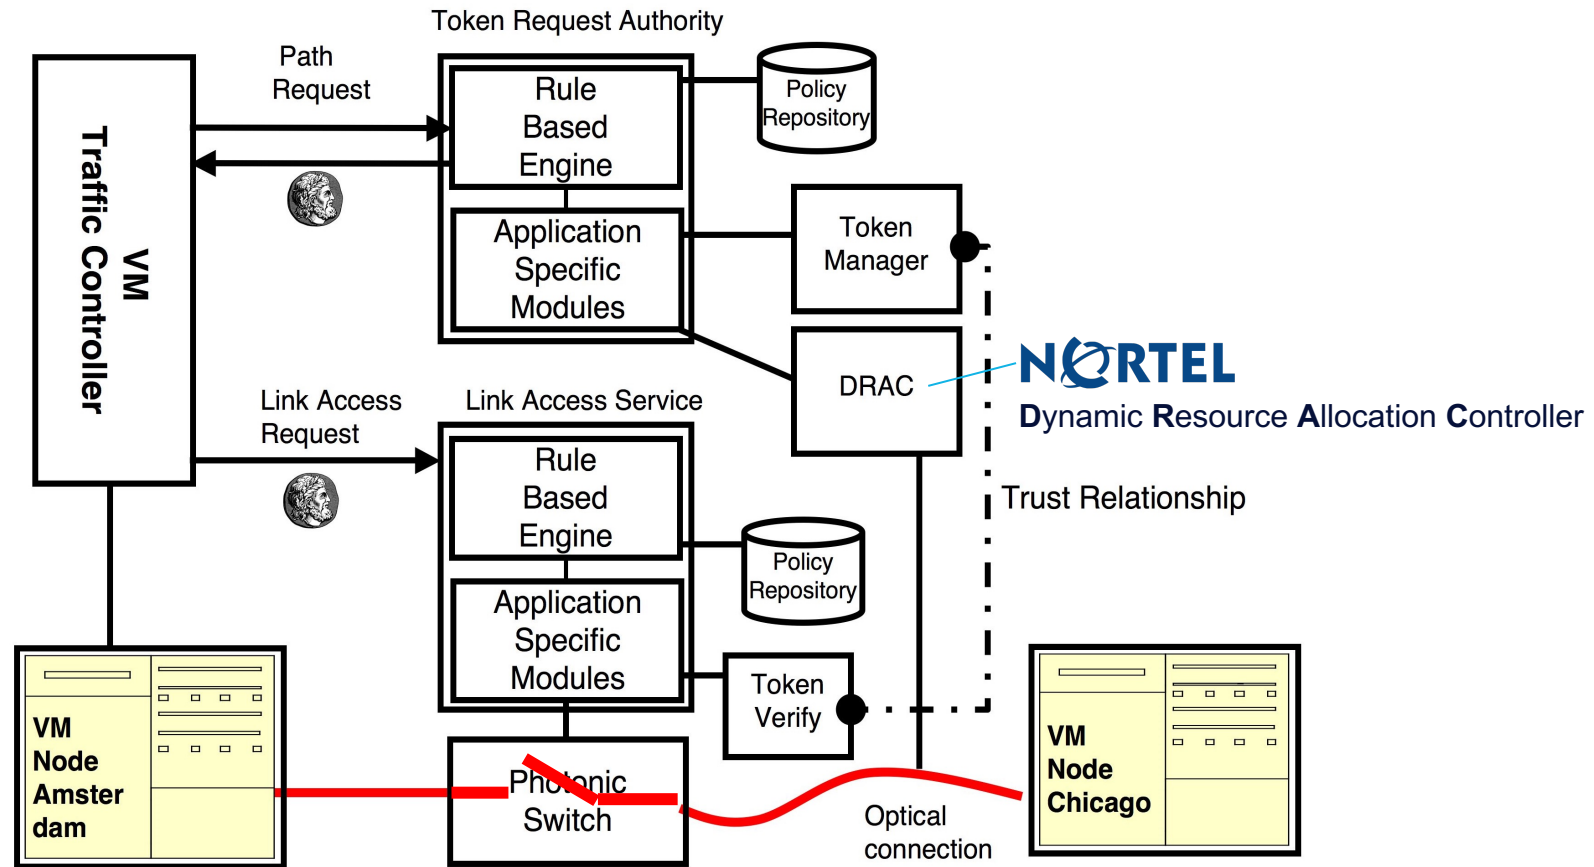 Token Request Authority
Path
Request
Rule
Based
Engine
Policy
Repository
VM
Traffic Controller
Application
Specific
Modules
Token
Manager
DRAC
NORTEL
Dynamic Resource Allocation Controller
Link Access
Request
Link Access Service
Rule
Based
Engine
Trust Relationship
Policy
Repository
Application
Specific
Modules
Token
Verify
VM
Node
Amster
dam
Photonic
Switch
Optical
connection
VM
Node
Chicago